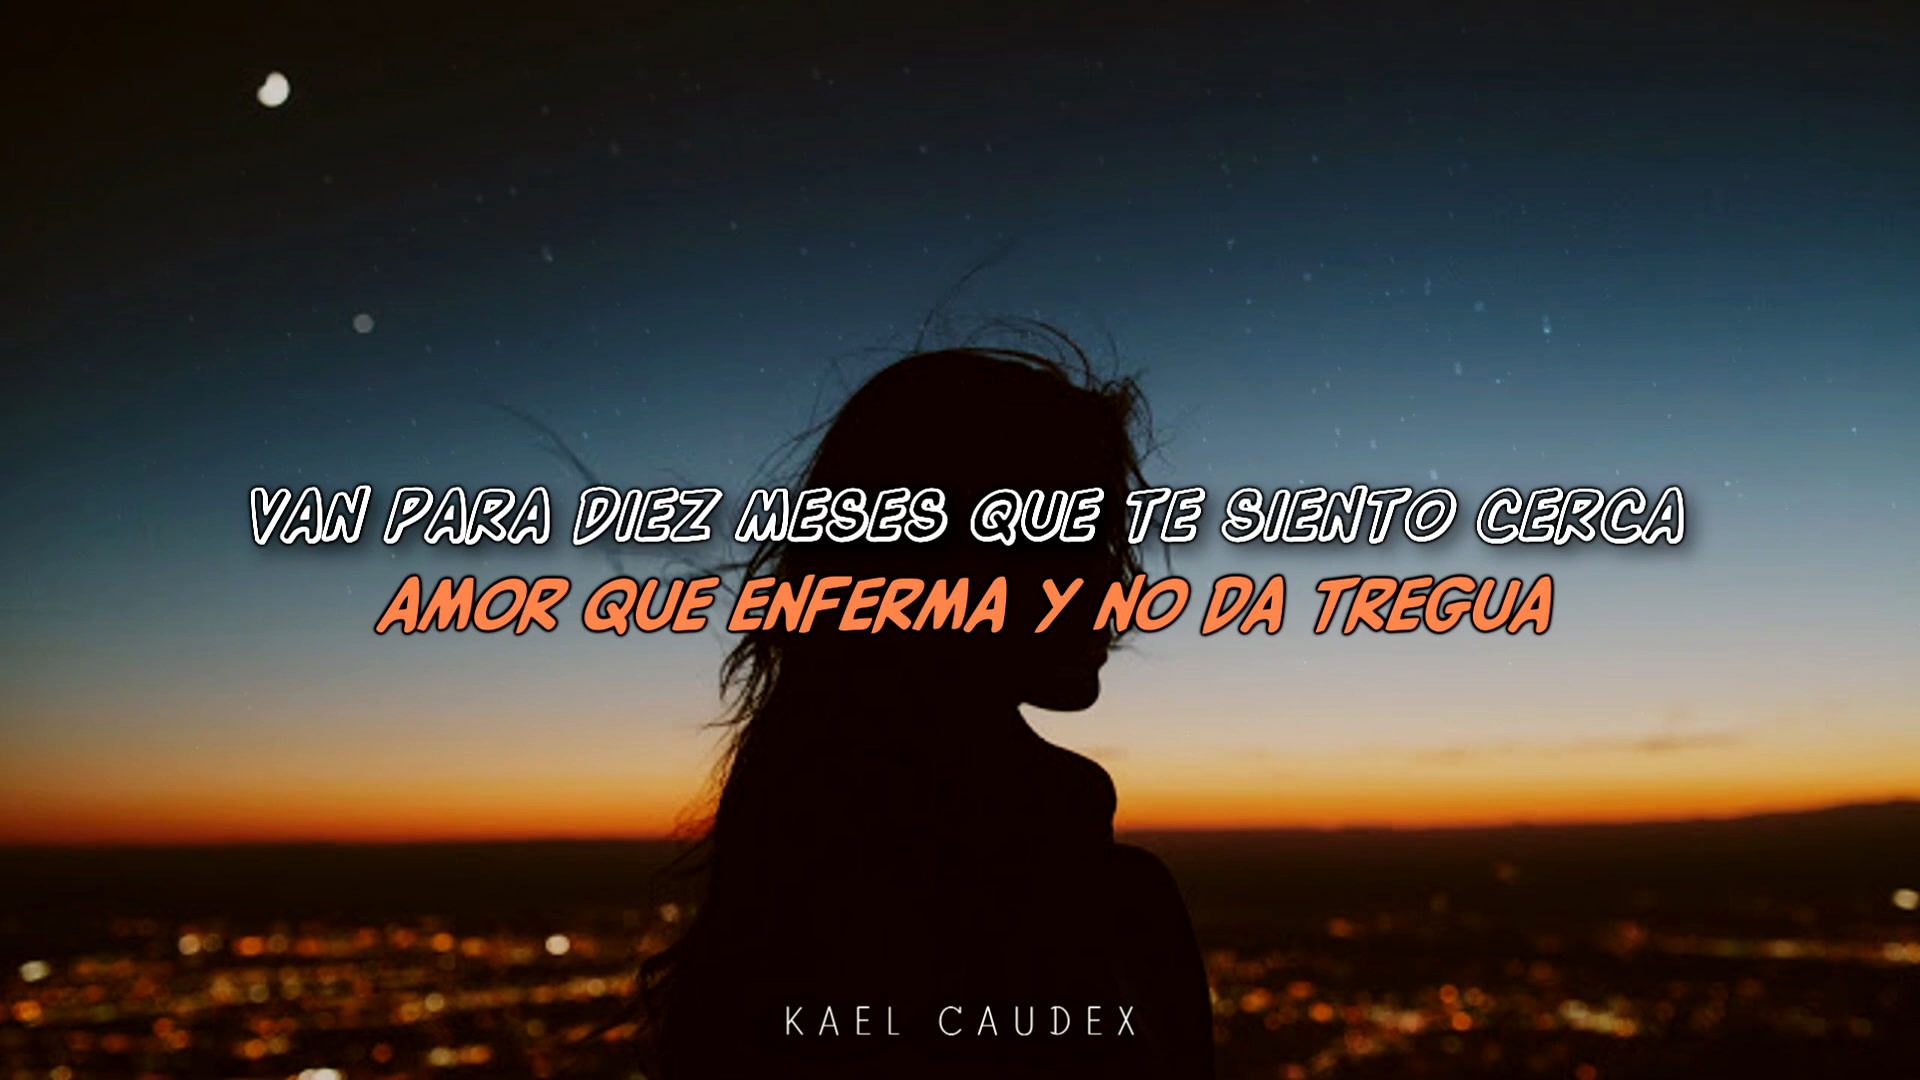 VAN PARA DIEZ MESES QUE TE SIENTO CERCA
AMOR QUE ENFERMA Y NO DA TREGUA
KAEL CAUDEX